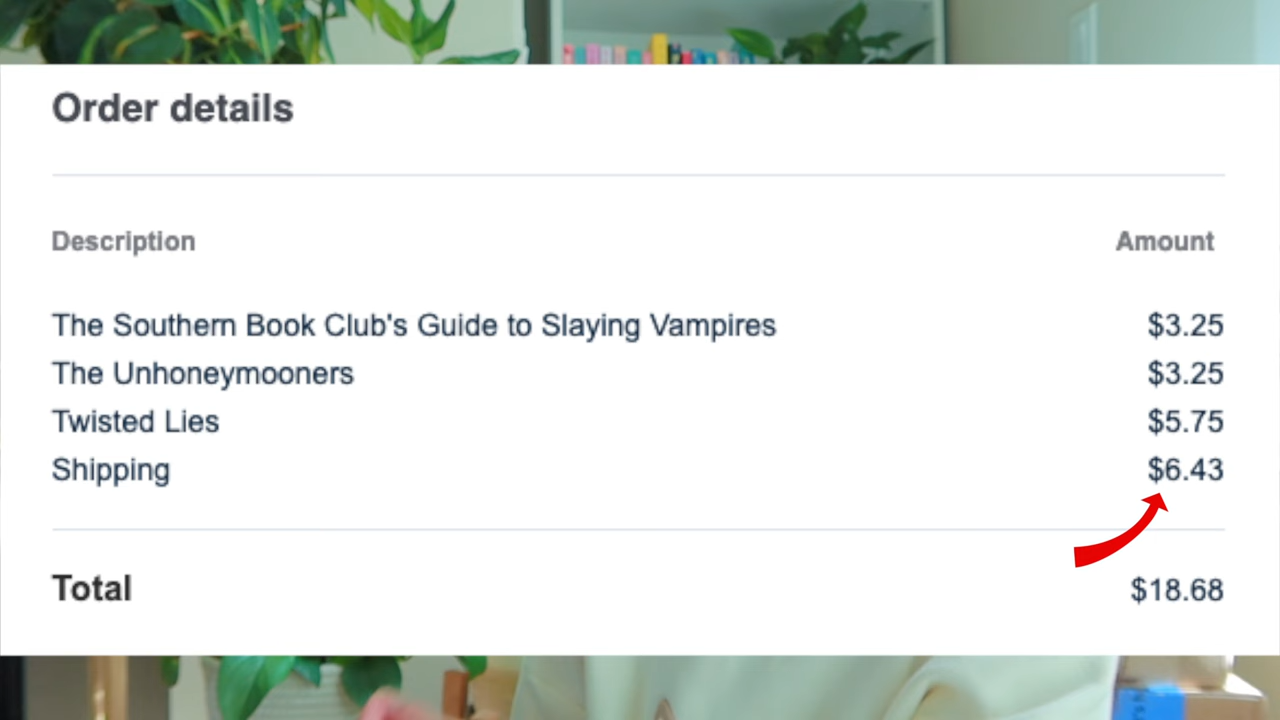 Order details
Description Amount
The Southern Book Club's Guide to Slaying Vampires $3.25
The Unhoneymooners $3.25
Twisted Lies $5.75
Shipping $6.43
Total $18.68